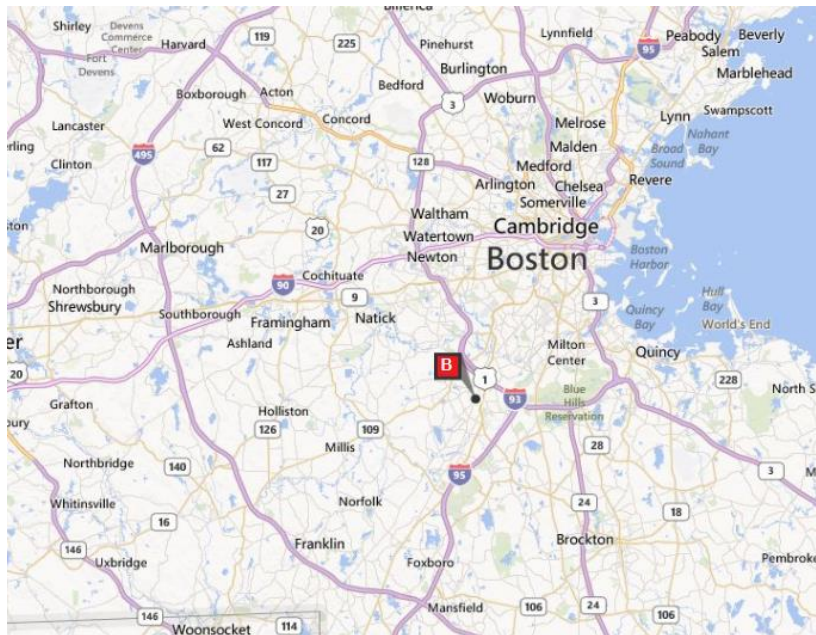 Billerica
Shirley
Devens
Commerce
Center
Harvard
119
225
Pinehurst
Lynnfield
95
Peabody
Beverly
Salem
Fort
Devens
Burlington
Marblehead
Boxborough
Acton
Bedford
3
Woburn
Lynn
Swampscott
Lancaster
West Concord
Concord
Melrose
Nahant
Bay
Malden
Broad
Sound
495
62
117
128
Medford
Clinton
27
Arlington
Chelsea
Revere
Somerville
20
Waltham
Cambridge
Watertown
Marlborough
Newton
Boston
Boston
Harbor
Cochituate
Northborough
90
9
3
Hull
Bay
Shrewsbury
Southborough
Framingham
Natick
Quincy
Bay
World's End
Ashland
Milton
Center
Quincy
B
20
1
228
Grafton
93
Blue
Hills
Reservation
North S
Holliston
126
109
Millis
28
Northbridge
140
95
3
Whitinsville
Norfolk
24
16
18
146
Franklin
Brockton
Uxbridge
Foxboro
Pembroke
Mansfield
146
106
24
106
Woonsocket
114